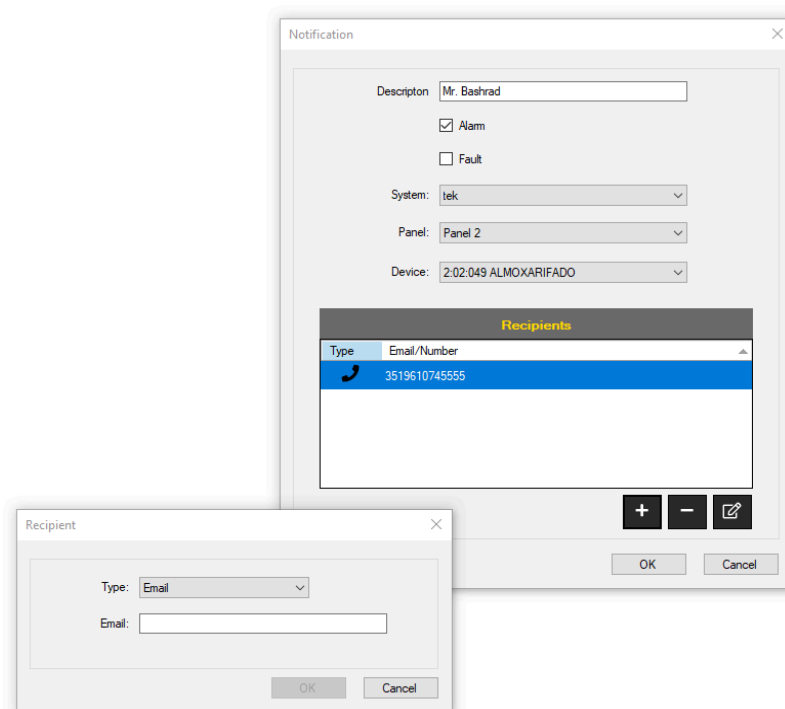 Notification
Descripton Mr. Bashrad
Alarm
Fault
System: tek
Panel: Panel 2
Device: 2:02:049 ALMOXARIFADO
Recipients
Type Email/Number
3519610745555
OK Cancel
Recipient
Type: Email
Email:
OK Cancel